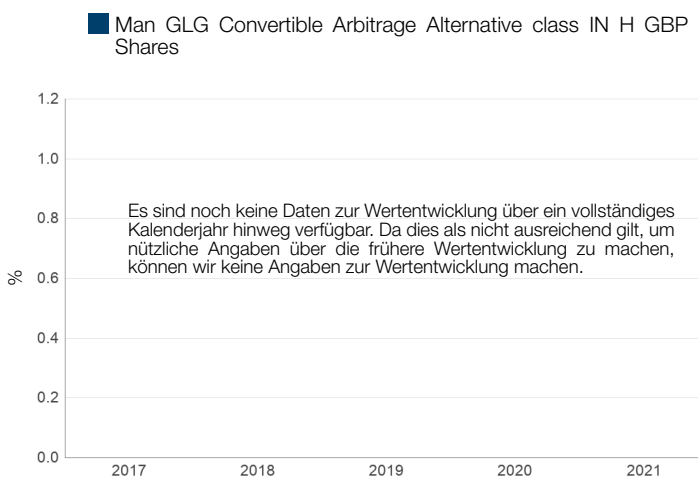 Man GLG Convertible Arbitrage Alternative class IN H GBP
Shares
1.2
1.0
Es sind noch keine Daten zur Wertentwicklung über ein vollständiges
0.8
Kalenderjahr hinweg verfügbar. Da dies als nicht ausreichend gilt, um
nützliche Angaben über die frühere Wertentwicklung zu machen,
können wir keine Angaben zur Wertentwicklung machen.
%
0.6
0.4
0.2
0.0
2017 2018 2019 2020 2021